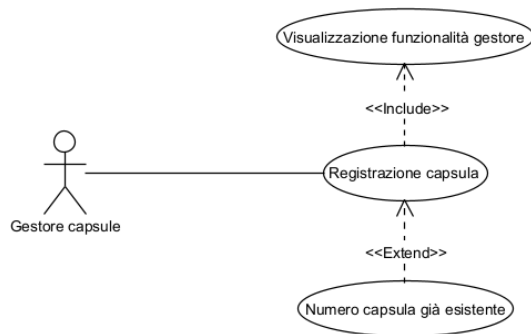 Visualizzazione funzionalità gestore
<<Include>>
Registrazione capsula
Gestore capsule
<<Extend>>
Numero capsula già esistente